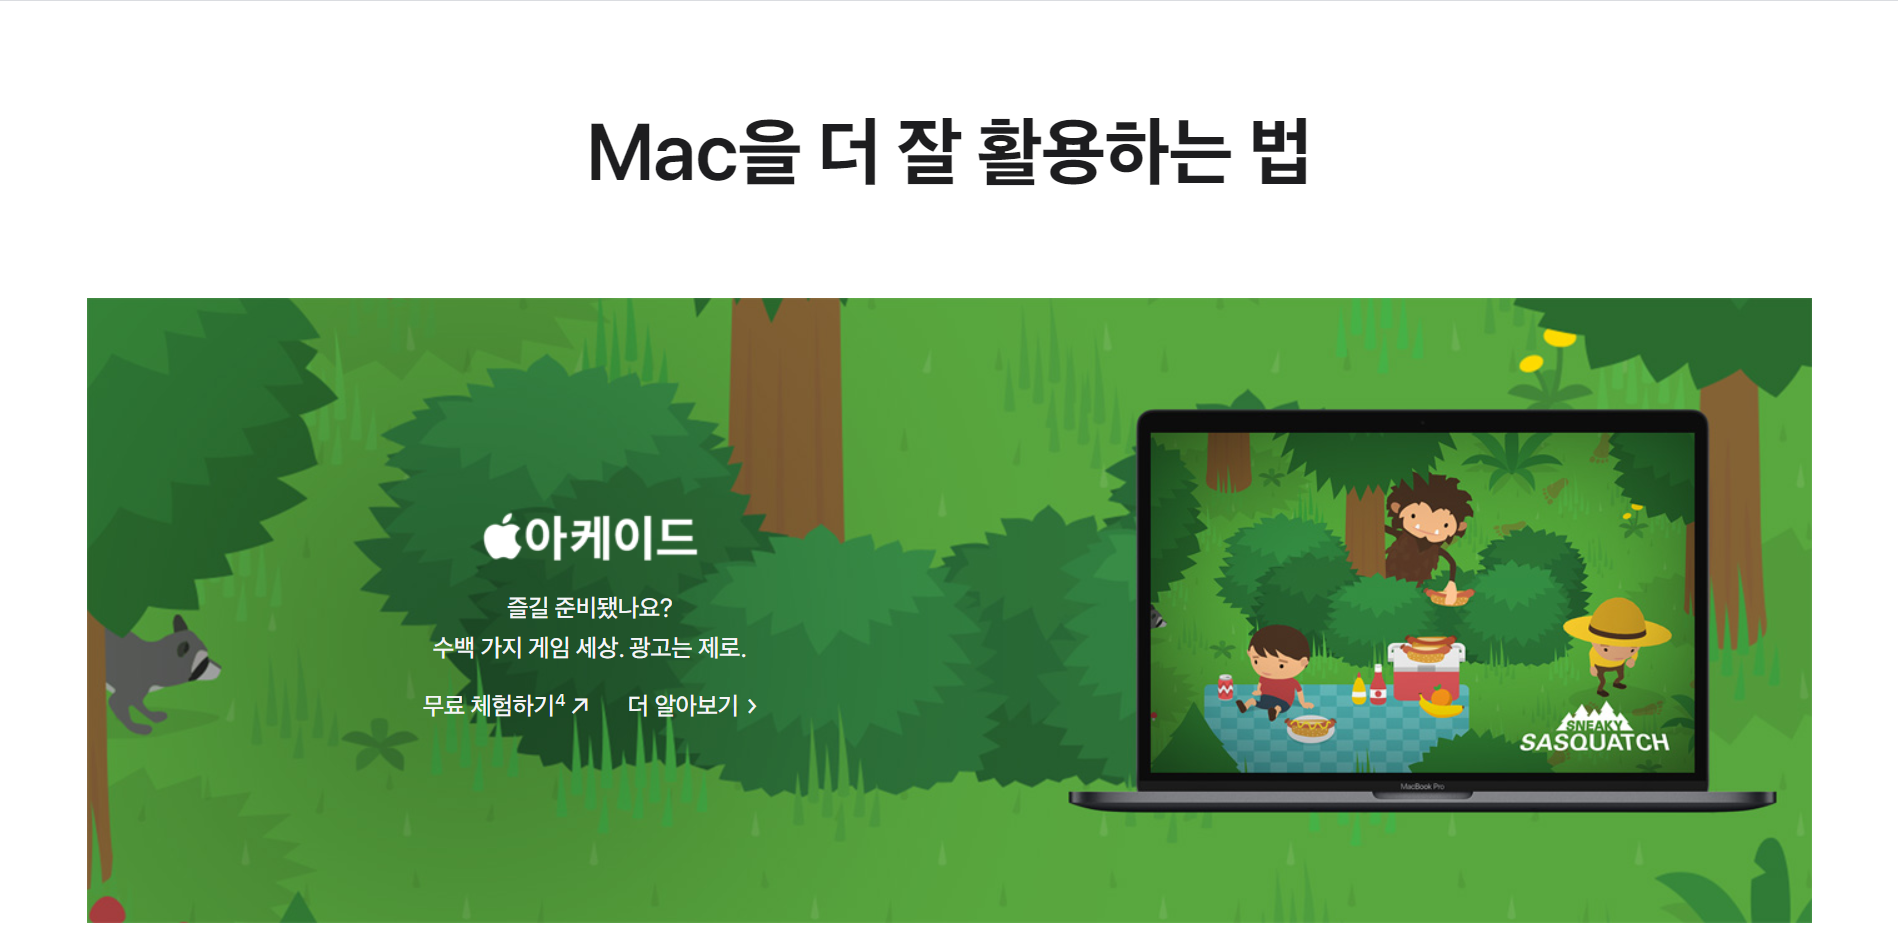 Mac을 더 잘 활용하는 법
아케이드
즐길 준비됐나요?
수백 가지 게임 세상. 광고는 제로.
무료 체험하기⁴ ↗ 더 알아보기 >
SNEAKY
SASQUATCH
MacBook Pro